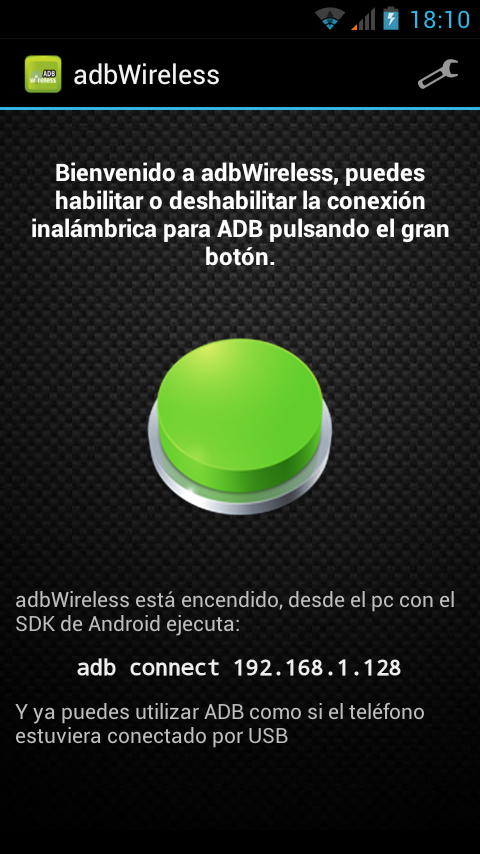 18:10
ADB
wireless
adbWireless
Bienvenido a adbWireless, puedes
habilitar o deshabilitar la conexión
inalámbrica para ADB pulsando el gran
botón.
adbWireless está encendido, desde el pc con el
SDK de Android ejecuta:
adb connect 192.168.1.128
Y ya puedes utilizar ADB como si el teléfono
estuviera conectado por USB